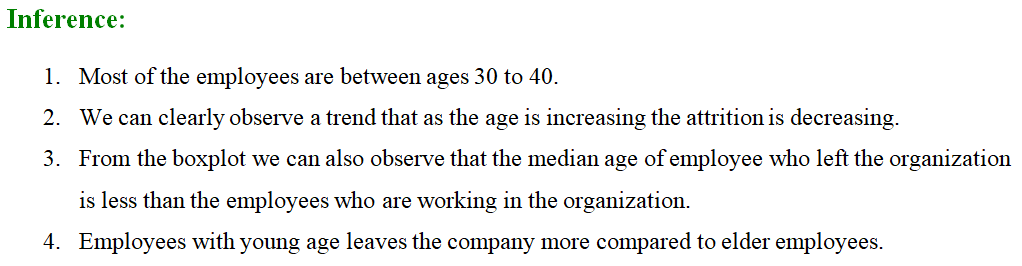 Inference:
1. Most of the employees are between ages 30 to 40.
2. We can clearly observe a trend that as the age is increasing the attrition is decreasing.
3. From the boxplot we can also observe that the median age of employee who left the organization
is less than the employees who are working in the organization.
4. Employees with young age leaves the company more compared to elder employees.